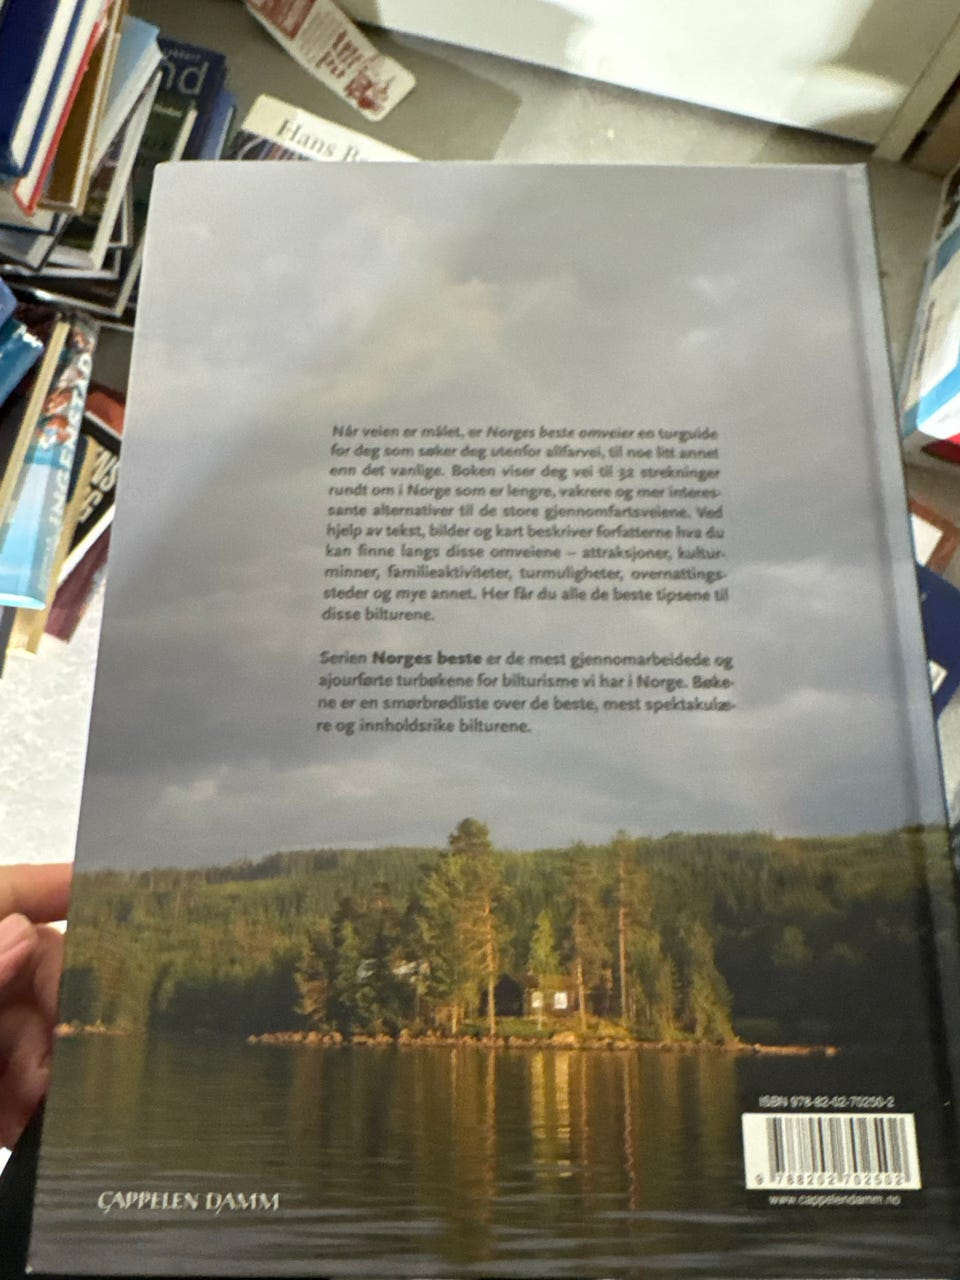 nd
Hans
Når veien er målet, er Norges beste omveier en turguide
for deg som søker deg utenfor allfarvei, til noe litt annet
enn det vanlige. Boken viser deg vei til 32 strekninger
rundt om i Norge som er lengre, vakrere og mer interes-
sante alternativer til de store gjennomfartsveiene. Ved
hjelp av tekst, bilder og kart beskriver forfatterne hva du
kan finne langs disse omveiene – attraksjoner, kultur-
minner, familieaktiviteter, turmuligheter, overnattings-
steder og mye annet. Her får du alle de beste tipsene til
disse bilturene.
Serien Norges beste er de mest gjennomarbeidede og
ajourførte turbøkene for bilturisme vi har i Norge. Bøke-
ne er en smørbrødliste over de beste, mest spektakulæ-
re og innholdsrike bilturene.
ISBN 978-82-02-70250-2
9 788202 702502
www.cappelendamm.no
CAPPELEN DAMM